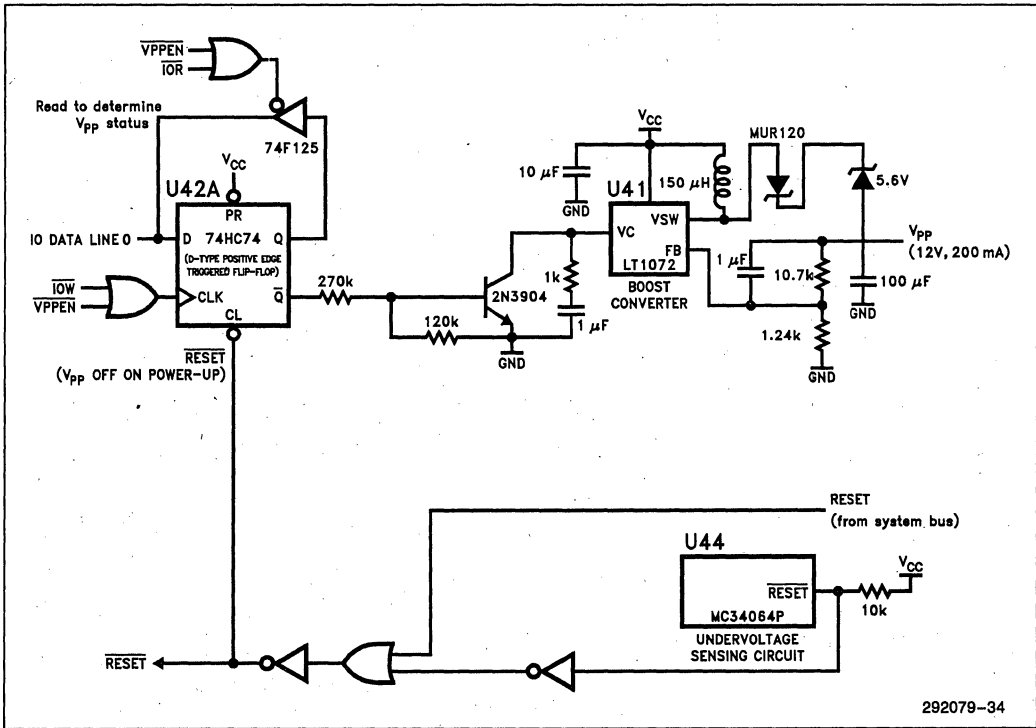 VPPEN
IOR
Read to determine
VPP status
74F125
VCC
U42A
PR
IO DATA LINE 0
D 74HC74 Q
(D-TYPE POSITIVE EDGE
TRIGGERED FLIP-FLOP)
IOW
VPPEN
CLK
Q
CL
RESET
(VPP OFF ON POWER-UP)
270k
120k
2N3904
GND
1k
1 μF
VCC
10 μF
GND
U41
150 μH
VC
VSW
FB
LT1072
BOOST
CONVERTER
MUR120
5.6V
VPP
(12V, 200 mA)
1 μF
10.7k
100 μF
GND
1.24k
GND
RESET
(from system bus)
U44
RESET
MC34064P
UNDERVOLTAGE
SENSING CIRCUIT
VCC
10k
RESET
292079-34